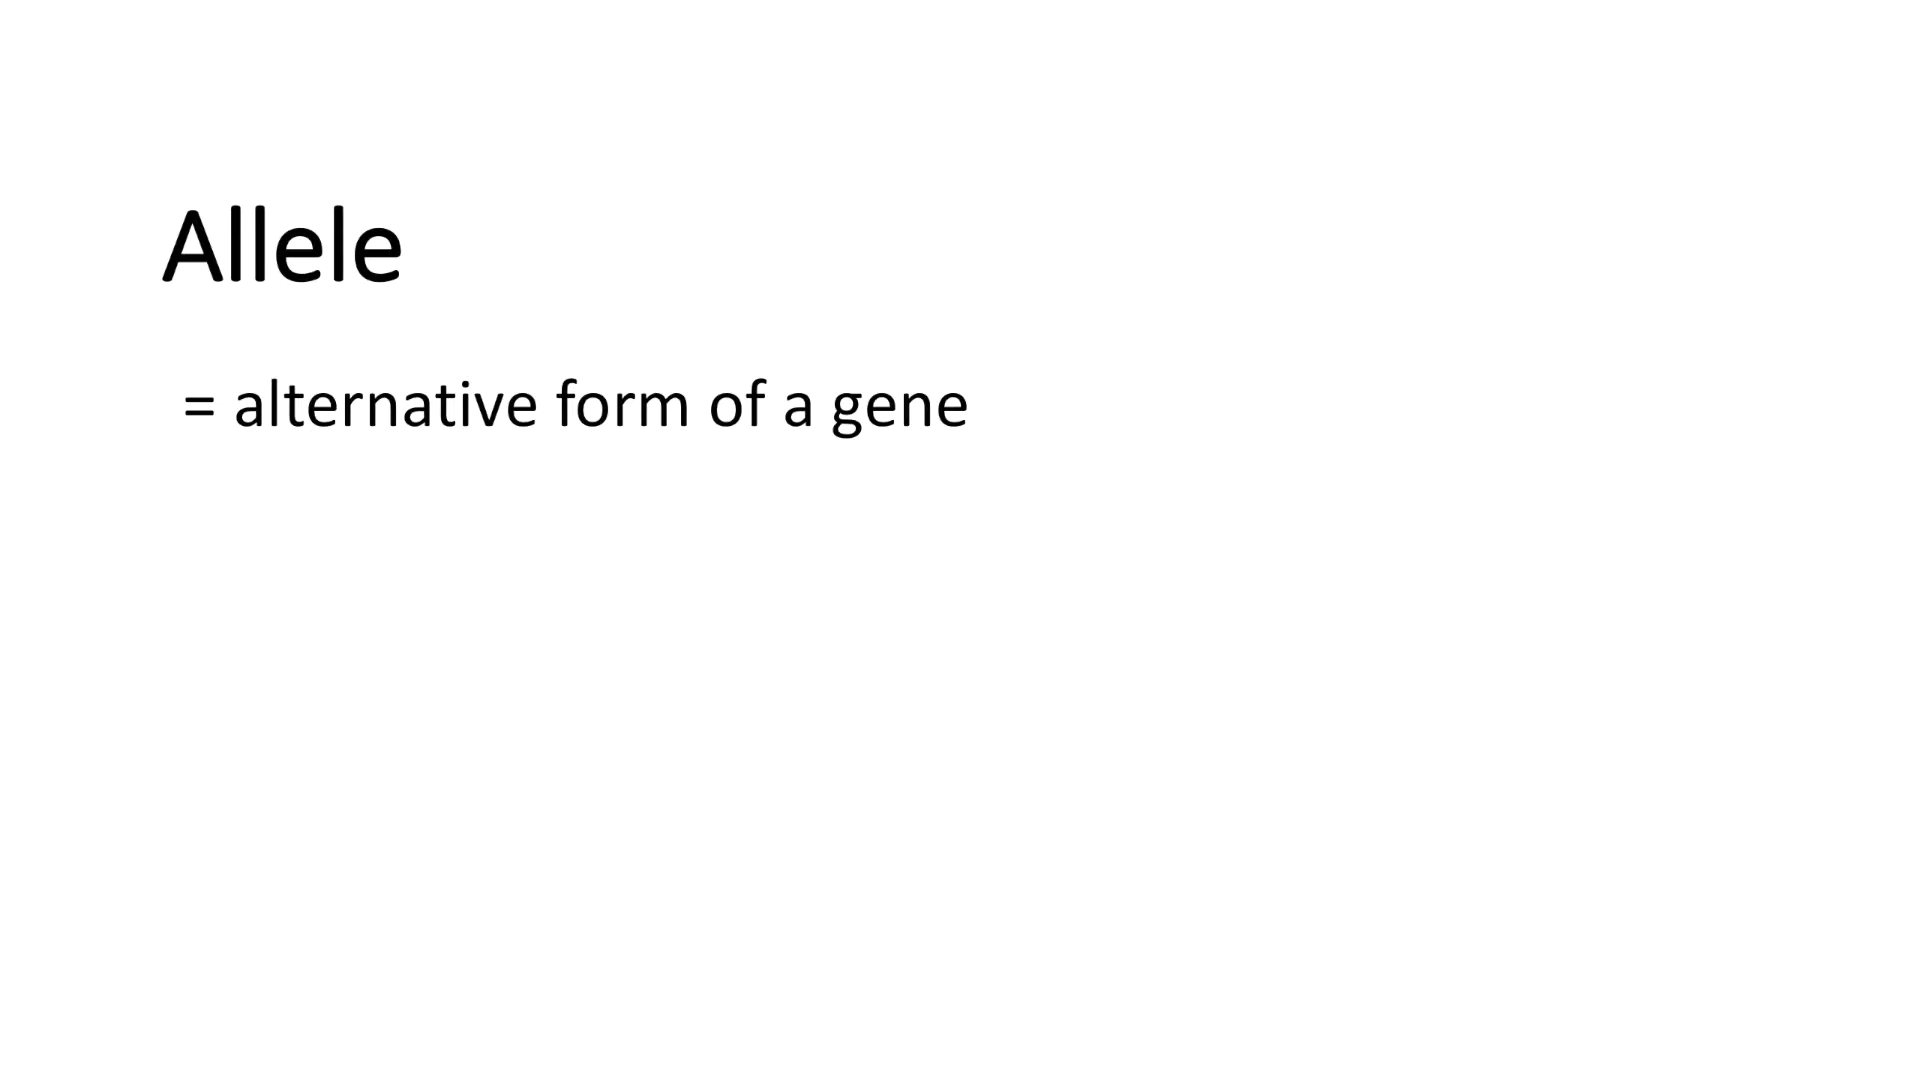 Allele
= alternative form of a gene